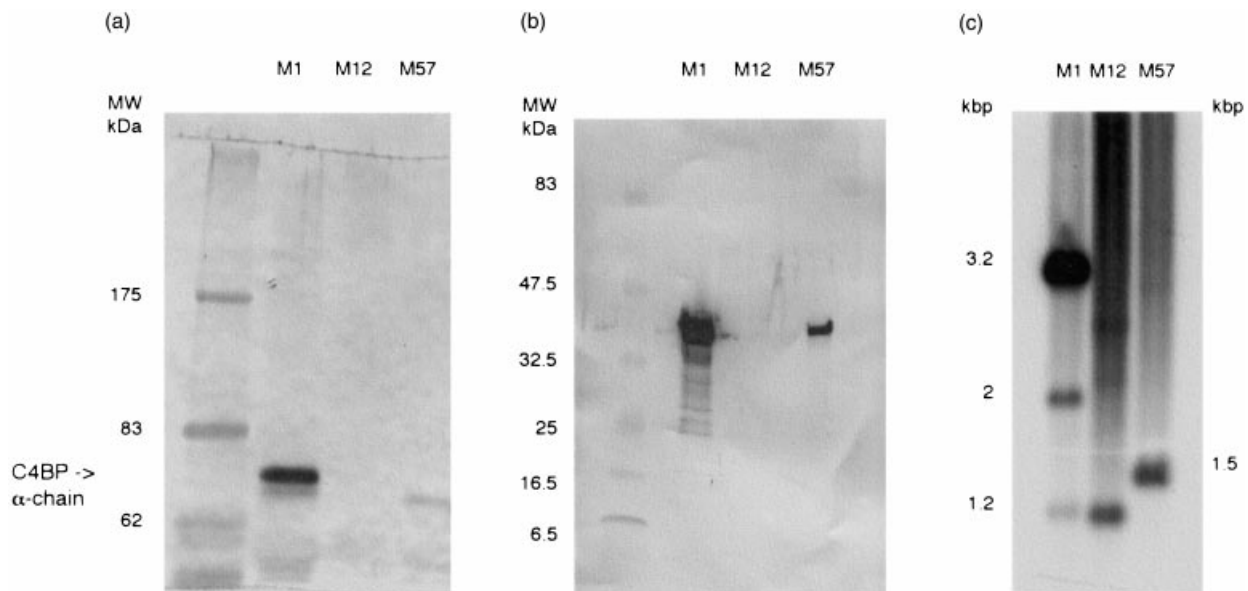 (a)
M1 M12 M57
MW
kDa
175
83
C4BP ->
α-chain
62
(b)
M1 M12 M57
MW
kDa
83
47.5
32.5
25
16.5
6.5
(c)
M1 M12 M57
kbp
kbp
3.2
2
1.5
1.2